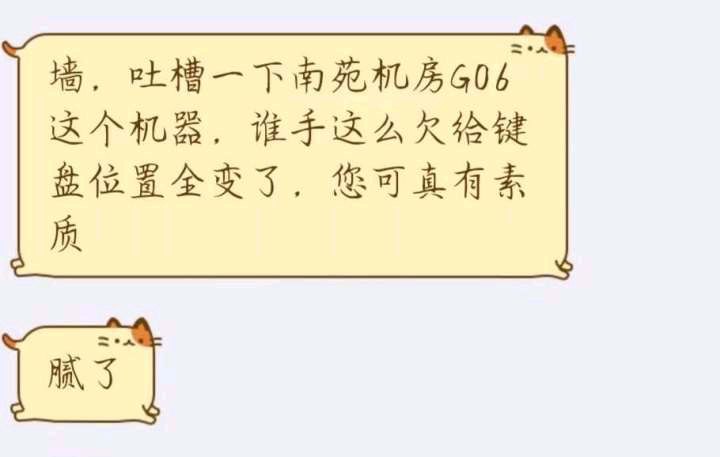 墙，吐槽一下南苑机房G06
这个机器，谁手这么欠给键
盘位置全变了，您可真有素
质
腻了